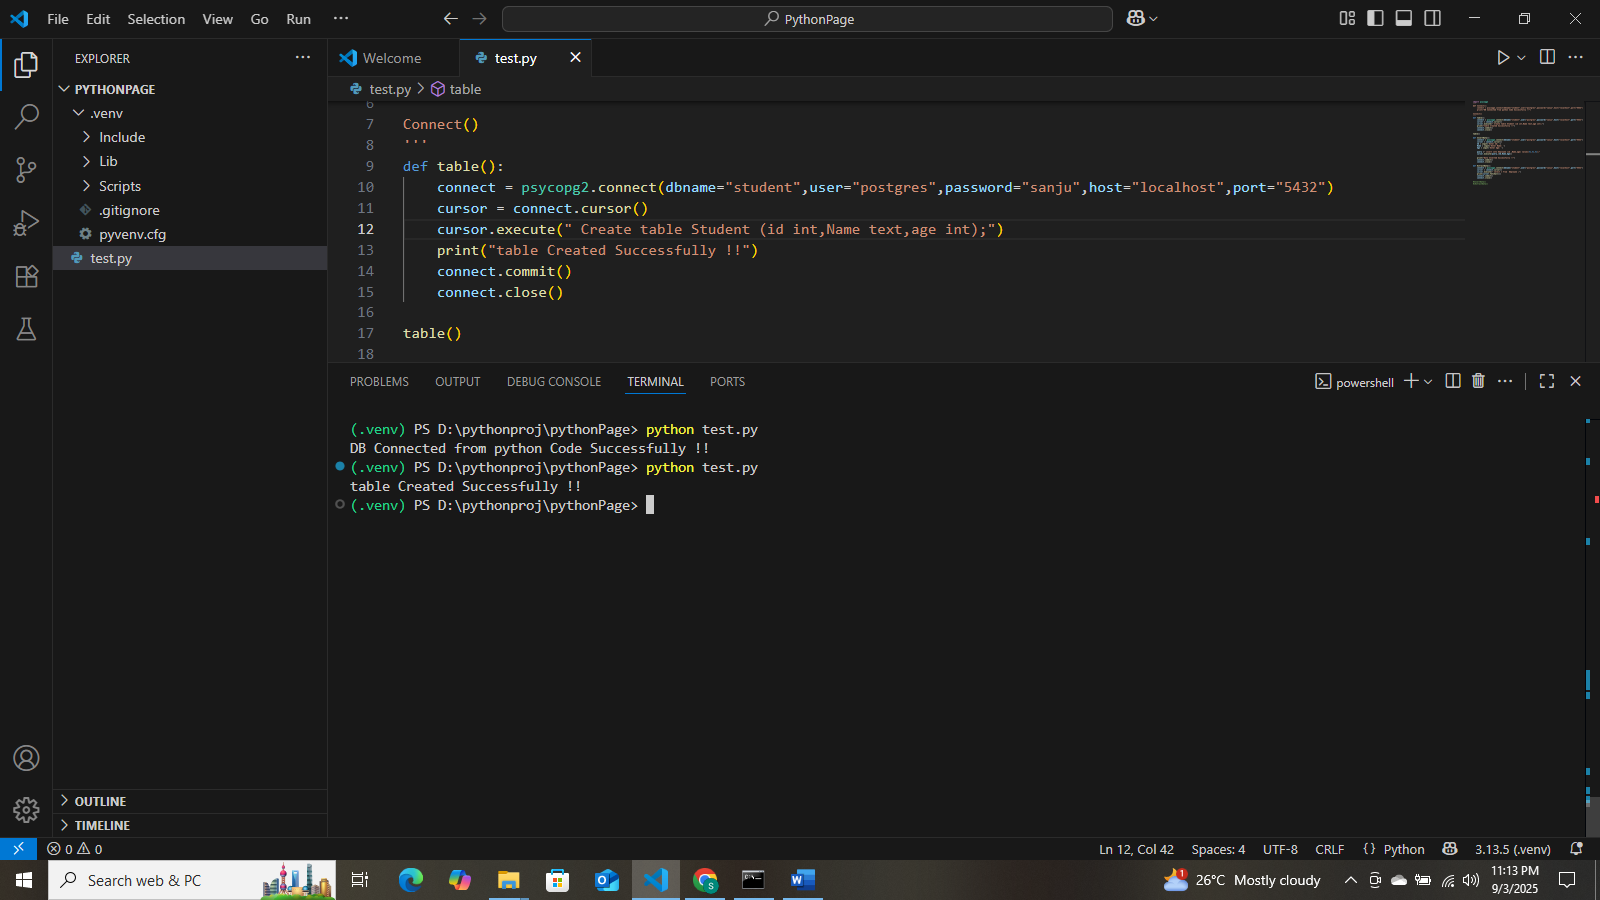 File Edit Selection View Go Run ···
PythonPage
EXPLORER
PYTHONPAGE
.venv
Include
Lib
Scripts
.gitignore
pyvenv.cfg
test.py
OUTLINE
TIMELINE
Welcome
test.py
test.py > table
6
7 Connect()
8 '''
9 def table():
10 connect = psycopg2.connect(dbname="student",user="postgres",password="sanju",host="localhost",port="5432")
11 cursor = connect.cursor()
12 cursor.execute(" Create table Student (id int,Name text,age int);")
13 print("table Created Successfully !!")
14 connect.commit()
15 connect.close()
16
17 table()
18
PROBLEMS OUTPUT DEBUG CONSOLE TERMINAL PORTS
powershell
(.venv) PS D:\pythonproj\pythonPage> python test.py
DB Connected from python Code Successfully !!
(.venv) PS D:\pythonproj\pythonPage> python test.py
table Created Successfully !!
(.venv) PS D:\pythonproj\pythonPage>
0 0
Ln 12, Col 42 Spaces: 4 UTF-8 CRLF {} Python 3.13.5 (.venv)
Search web & PC
1
S
26°C Mostly cloudy
11:13 PM
9/3/2025